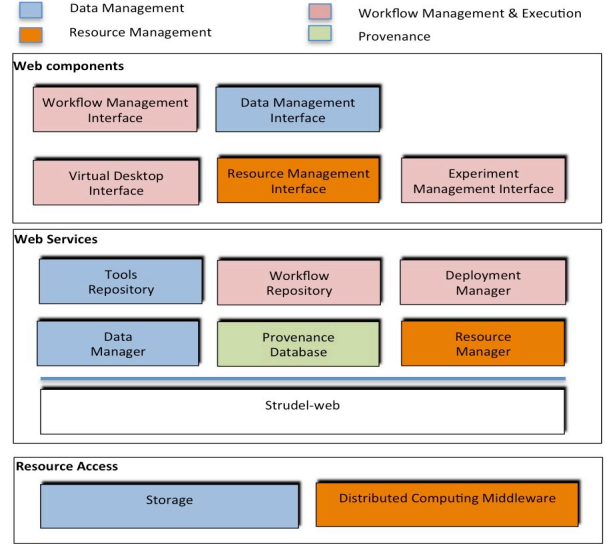 Data Management
Workflow Management & Execution
Resource Management
Provenance
Web components
Workflow Management
Interface
Data Management
Interface
Virtual Desktop
Interface
Resource Management
Interface
Experiment
Management Interface
Web Services
Tools
Repository
Workflow
Repository
Deployment
Manager
Data
Manager
Provenance
Database
Resource
Manager
Strudel-web
Resource Access
Storage
Distributed Computing Middleware